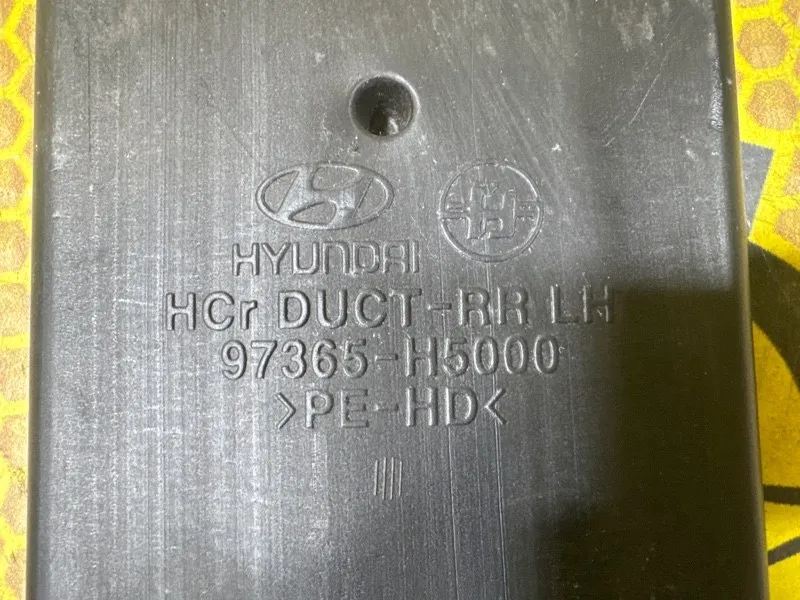 HYUNDAI
HCr DUCT-RR LH
97365-H5000
>PE-HD<